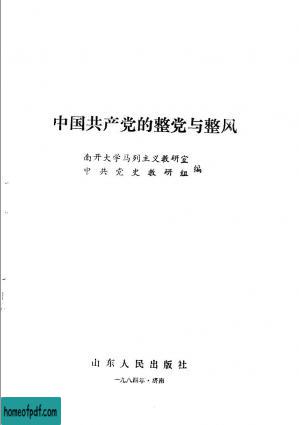 中国共产党的整党与整风
南开大学马列主义教研室
中共党史教研组 编
山东人民出版社
一九八四年·济南
homeofpdf.com